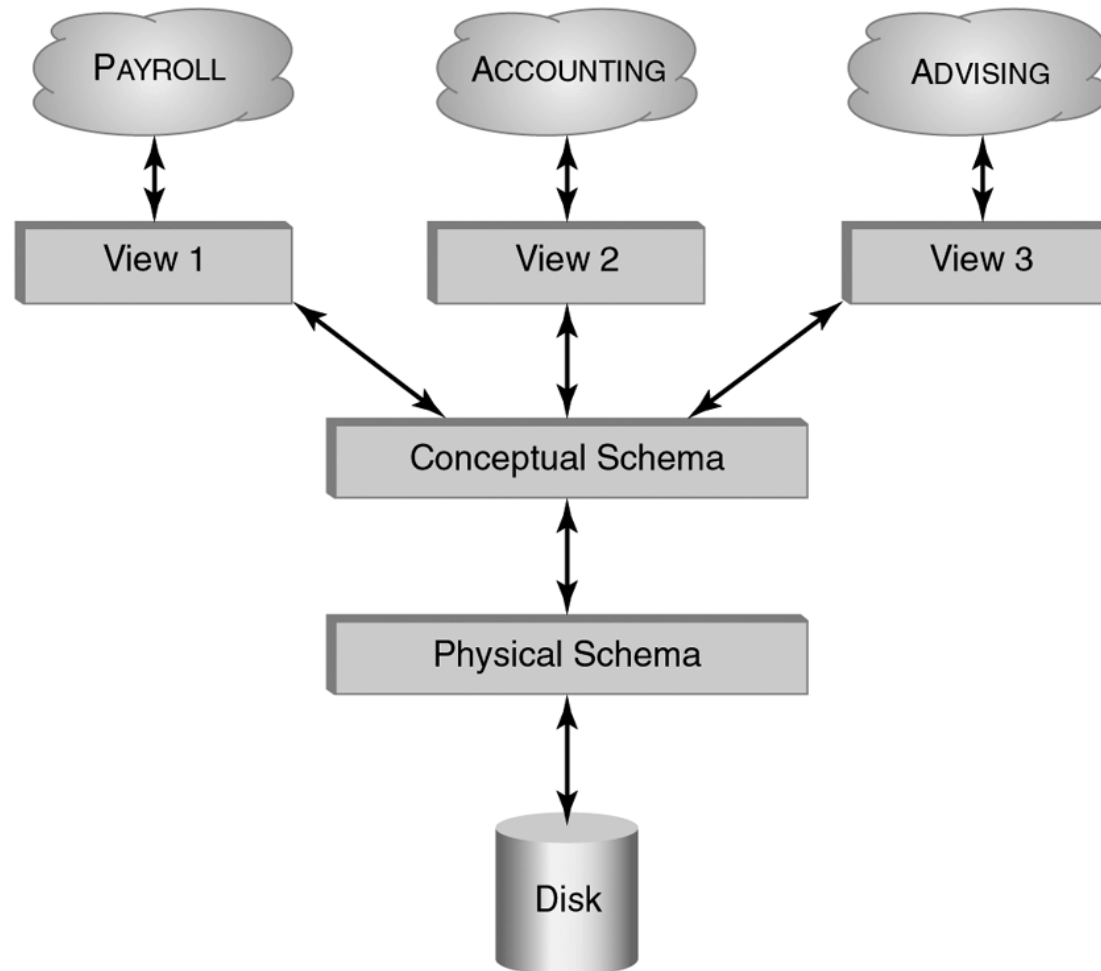 PAYROLL
ACCOUNTING
ADVISING
View 1
View 2
View 3
Conceptual Schema
Physical Schema
Disk